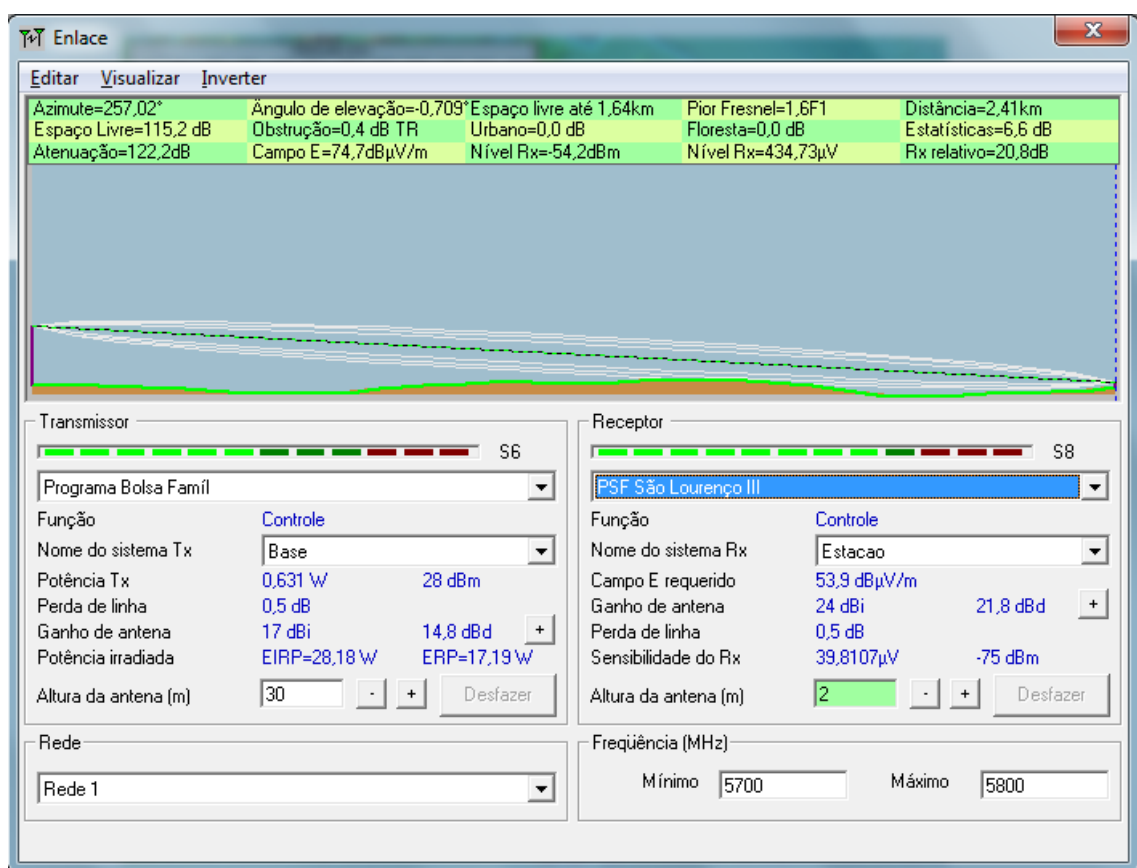 Enlace
Editar Visualizar Inverter
Azimute=257,02° Ângulo de elevação=-0,709° Espaço livre até 1,64km Pior Fresnel=1,6F1 Distância=2,41km
Espaço Livre=115,2 dB Obstrução=0,4 dB TR Urbano=0,0 dB Floresta=0,0 dB Estatísticas=6,6 dB
Atenuação=122,2dB Campo E=74,7dBµV/m Nível Rx=-54,2dBm Nível Rx=434,73µV Rx relativo=20,8dB
Transmissor
S6
Programa Bolsa Famíl
Função Controle
Nome do sistema Tx Base
Potência Tx 0,631 W 28 dBm
Perda de linha 0,5 dB
Ganho de antena 17 dBi 14,8 dBd +
Potência irradiada EIRP=28,18 W ERP=17,19 W
Altura da antena (m) 30 - + Desfazer
Rede
Rede 1
Receptor
S8
PSF São Lourenço III
Função Controle
Nome do sistema Rx Estacao
Campo E requerido 53,9 dBµV/m
Ganho de antena 24 dBi 21,8 dBd +
Perda de linha 0,5 dB
Sensibilidade do Rx 39,8107µV -75 dBm
Altura da antena (m) 2 - + Desfazer
Freqüência (MHz)
Mínimo 5700 Máximo 5800